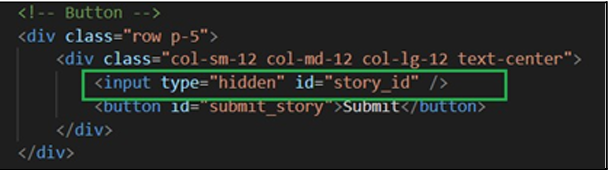 <!-- Button -->
<div class="row p-5">
<div class="col-sm-12 col-md-12 col-lg-12 text-center">
<input type="hidden" id="story_id" />
<button id="submit_story">Submit</button>
</div>
</div>